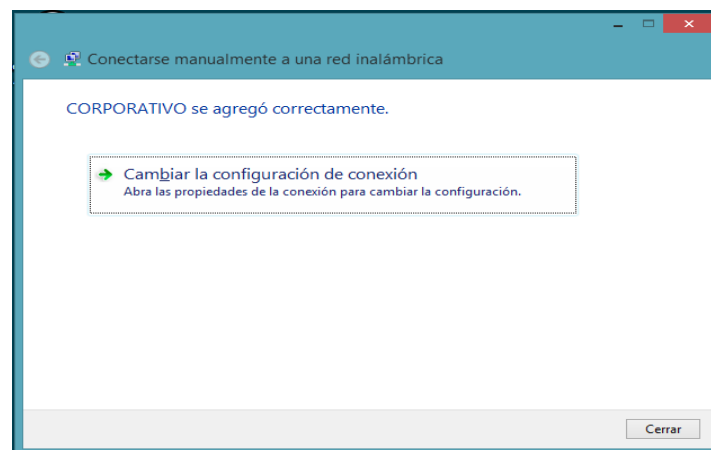 Conectarse manualmente a una red inalámbrica
CORPORATIVO se agregó correctamente.
Cambiar la configuración de conexión
Abra las propiedades de la conexión para cambiar la configuración.
Cerrar